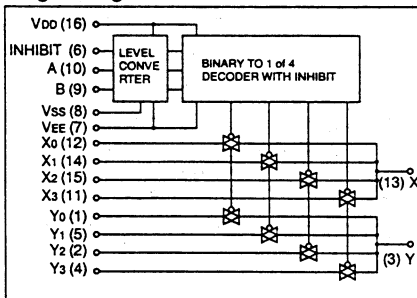 VDD (16)
INHIBIT (6)
A (10)
B (9)
VSS (8)
VEE (7)
X0 (12)
X1 (14)
X2 (15)
X3 (11)
Y0 (1)
Y1 (5)
Y2 (2)
Y3 (4)
LEVEL
CONVE
RTER
BINARY TO 1 of 4
DECODER WITH INHIBIT
(13) X
(3) Y